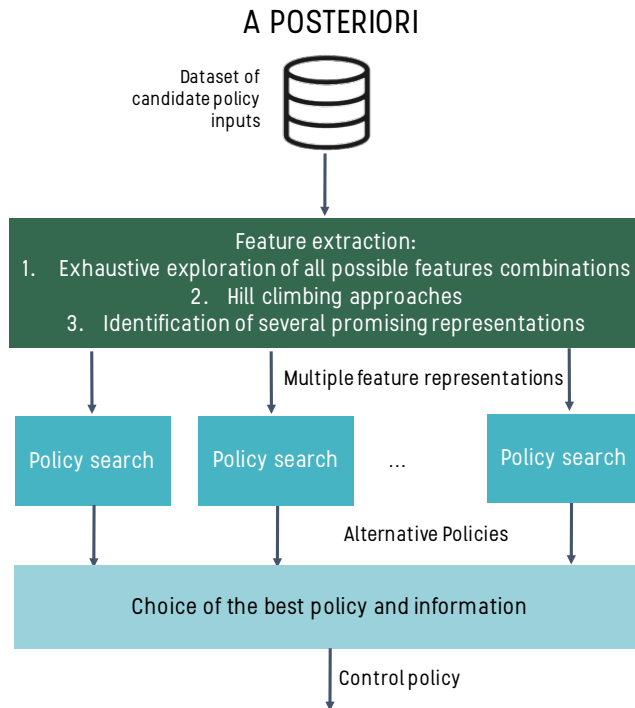 A POSTERIORI
Dataset of
candidate policy
inputs
Feature extraction:
1. Exhaustive exploration of all possible features combinations
2. Hill climbing approaches
3. Identification of several promising representations
Multiple feature representations
Policy search
Policy search
...
Policy search
Alternative Policies
Choice of the best policy and information
Control policy